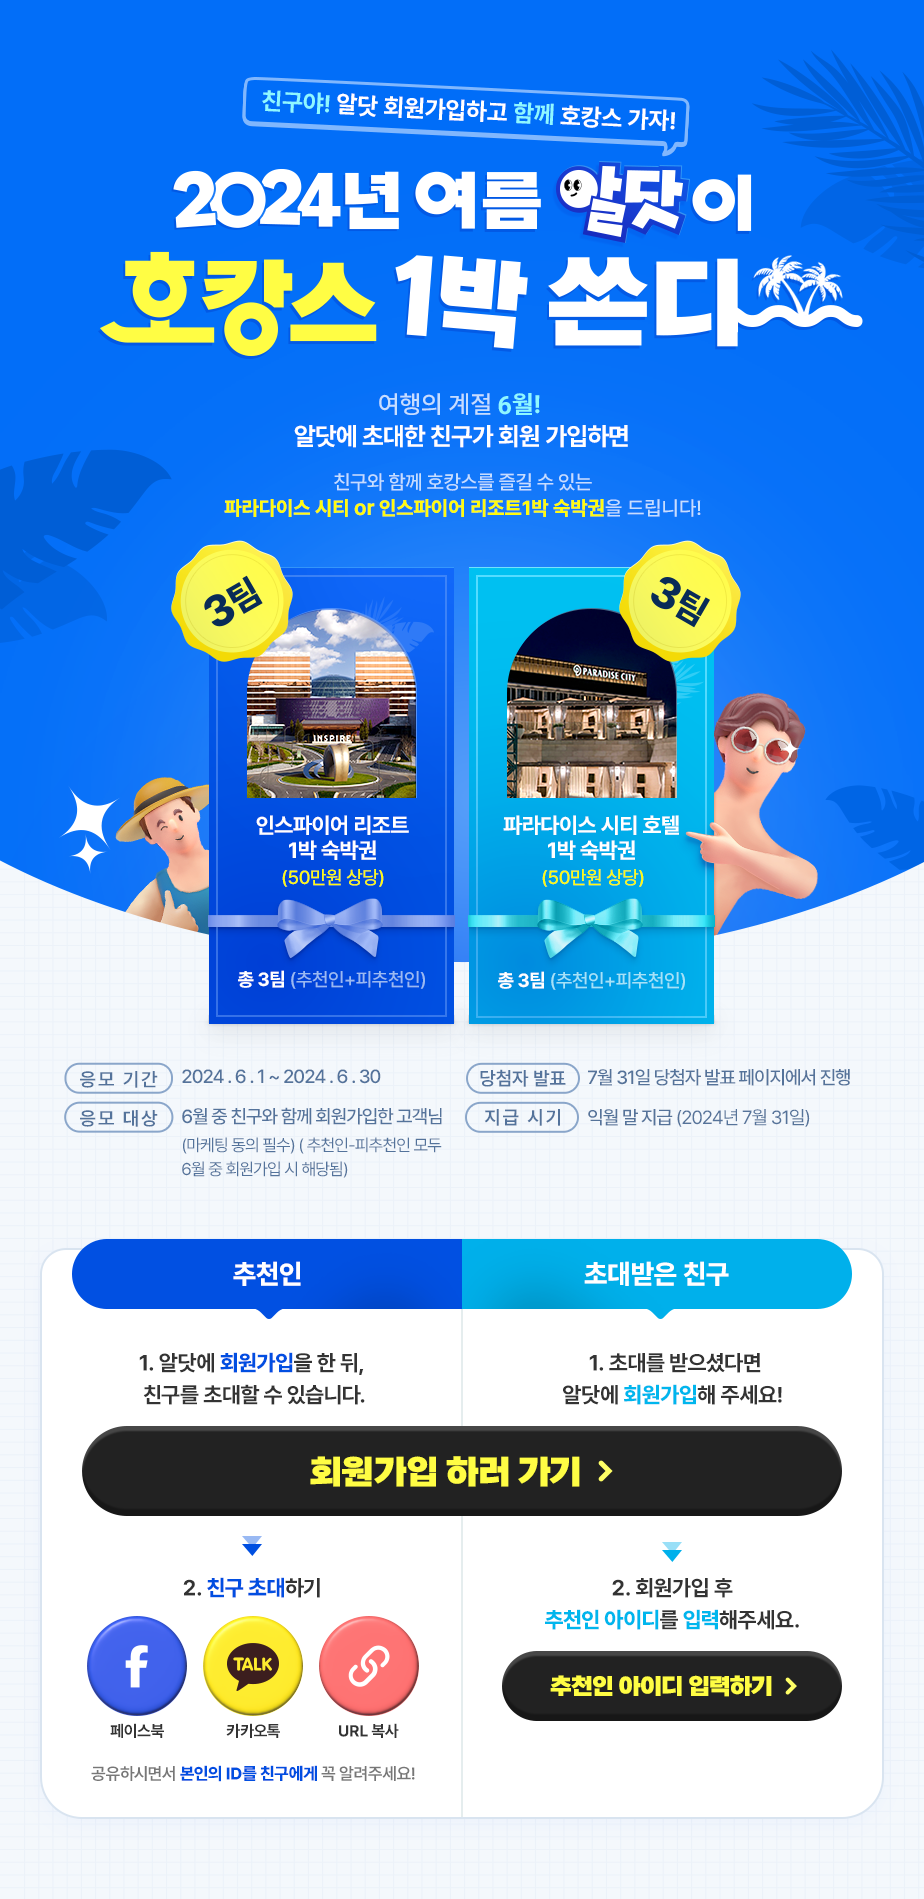 친구야! 알닷 회원가입하고 함께 호캉스 가자!
2024년 여름 알닷이
호캉스 1박 쏜다
여행의 계절 6월!
알닷에 초대한 친구가 회원 가입하면
친구와 함께 호캉스를 즐길 수 있는
파라다이스 시티 or 인스파이어 리조트1박 숙박권을 드립니다!
3팀
3팀
INSPIRE
인스파이어 리조트
1박 숙박권
(50만원 상당)
총 3팀 (추천인+피추천인)
PARADISE CITY
파라다이스 시티 호텔
1박 숙박권
(50만원 상당)
총 3팀 (추천인+피추천인)
응모 기간 2024 . 6 . 1 ~ 2024 . 6 . 30
응모 대상 6월 중 친구와 함께 회원가입한 고객님
(마케팅 동의 필수) ( 추천인-피추천인 모두
6월 중 회원가입 시 해당됨)
당첨자 발표 7월 31일 당첨자 발표 페이지에서 진행
지급 시기 익월 말 지급 (2024년 7월 31일)
추천인
초대받은 친구
1. 알닷에 회원가입을 한 뒤,
친구를 초대할 수 있습니다.
1. 초대를 받으셨다면
알닷에 회원가입해 주세요!
회원가입 하러 가기 >
2. 친구 초대하기
f
TALK
페이스북
카카오톡
URL 복사
공유하시면서 본인의 ID를 친구에게 꼭 알려주세요!
2. 회원가입 후
추천인 아이디를 입력해주세요.
추천인 아이디 입력하기 >